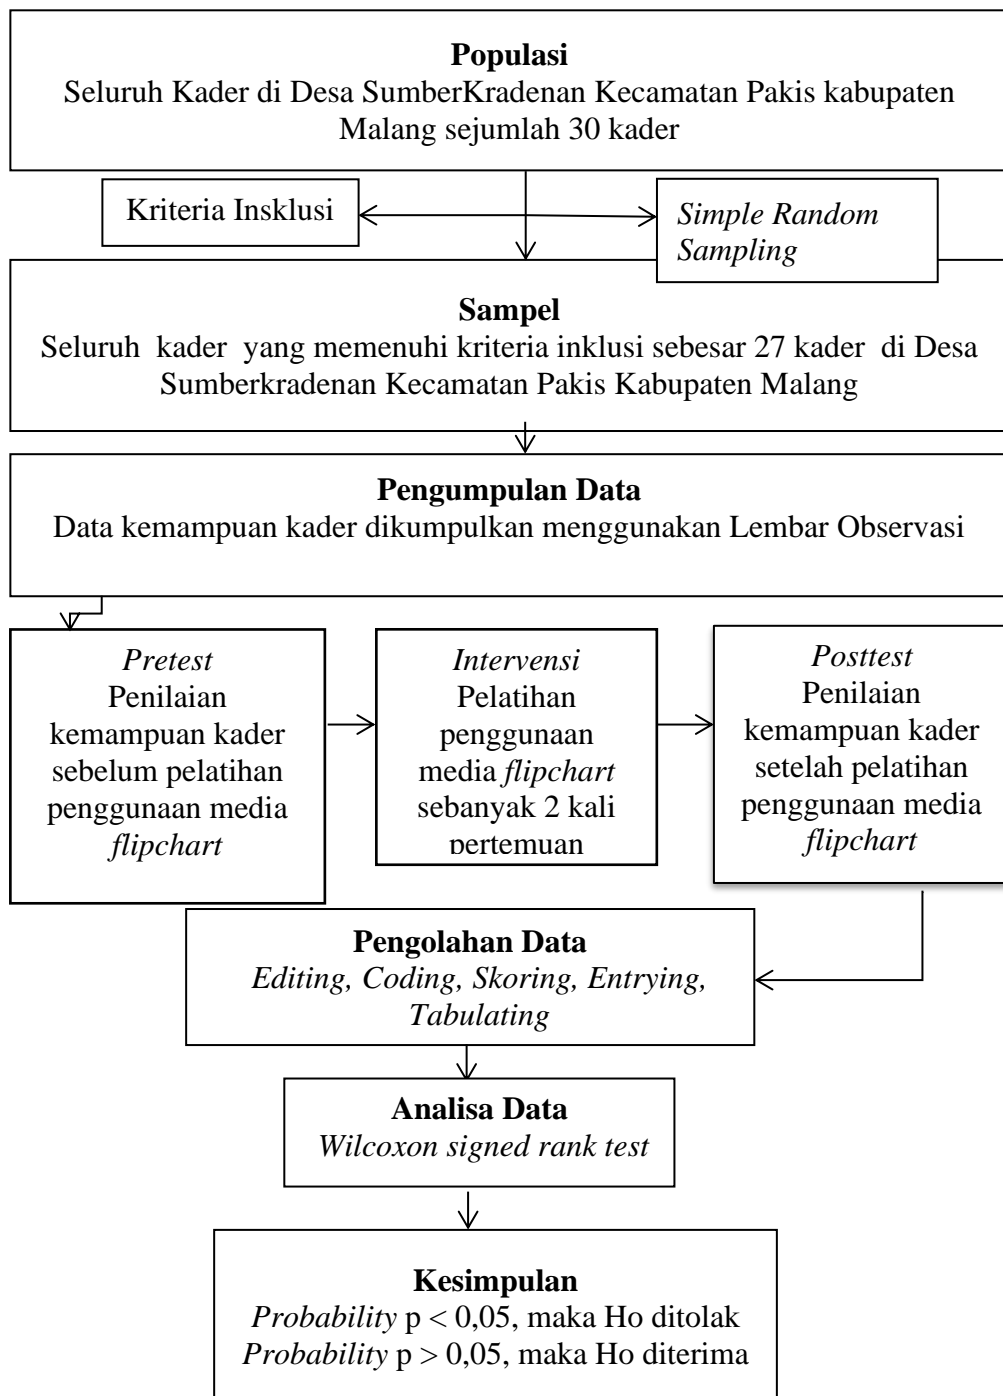 Populasi
Seluruh Kader di Desa SumberKradenan Kecamatan Pakis kabupaten
Malang sejumlah 30 kader
Kriteria Insklusi
Simple Random
Sampling
Sampel
Seluruh kader yang memenuhi kriteria inklusi sebesar 27 kader di Desa
Sumberkradenan Kecamatan Pakis Kabupaten Malang
Pengumpulan Data
Data kemampuan kader dikumpulkan menggunakan Lembar Observasi
Pretest
Penilaian
kemampuan kader
sebelum pelatihan
penggunaan media
flipchart
Intervensi
Pelatihan
penggunaan
media flipchart
sebanyak 2 kali
pertemuan
Posttest
Penilaian
kemampuan kader
setelah pelatihan
penggunaan media
flipchart
Pengolahan Data
Editing, Coding, Skoring, Entrying,
Tabulating
Analisa Data
Wilcoxon signed rank test
Kesimpulan
Probability p < 0,05, maka Ho ditolak
Probability p > 0,05, maka Ho diterima